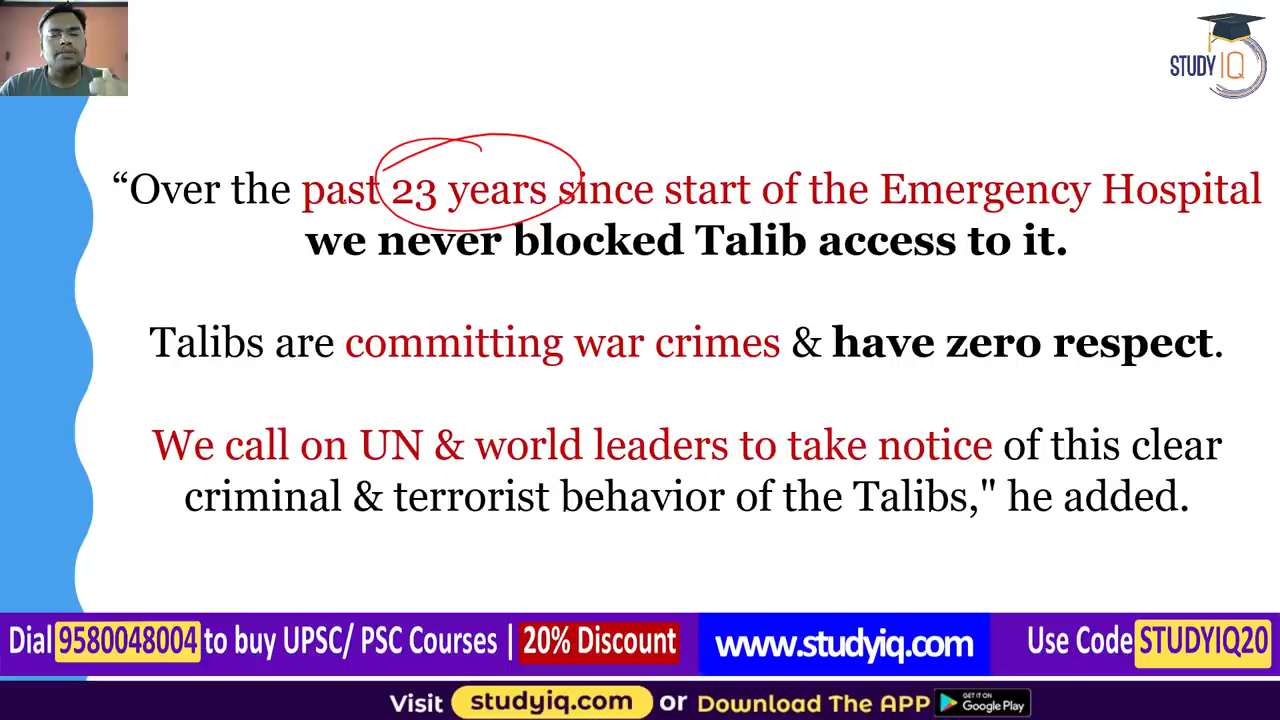 STUDY IQ
“Over the past 23 years since start of the Emergency Hospital
we never blocked Talib access to it.
Talibs are committing war crimes & have zero respect.
We call on UN & world leaders to take notice of this clear
criminal & terrorist behavior of the Talibs," he added.
Dial 9580048004 to buy UPSC/ PSC Courses | 20% Discount www.studyiq.com Use Code STUDYIQ20
Visit studyiq.com or Download The APP GET IT ON Google Play